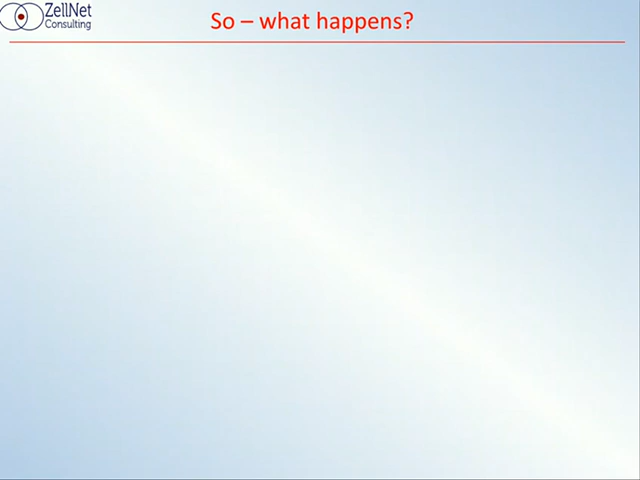 ZellNet
Consulting
So – what happens?